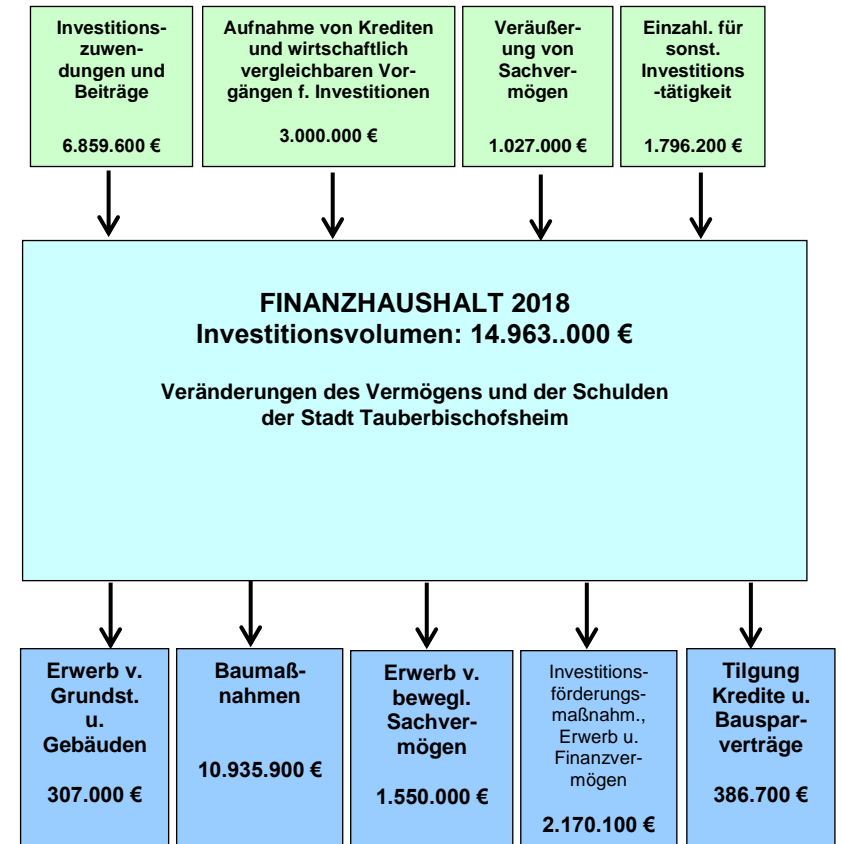 Investitions-
zuwen-
dungen und
Beiträge
6.859.600 €
Aufnahme von Krediten
und wirtschaftlich
vergleichbaren Vor-
gängen f. Investitionen
3.000.000 €
Veräußer-
ung von
Sachver-
mögen
1.027.000 €
Einzahl. für
sonst.
Investitions
-tätigkeit
1.796.200 €
FINANZHAUSHALT 2018
Investitionsvolumen: 14.963..000 €
Veränderungen des Vermögens und der Schulden
der Stadt Tauberbischofsheim
Erwerb v.
Grundst.
u.
Gebäuden
307.000 €
Baumaß-
nahmen
10.935.900 €
Erwerb v.
bewegl.
Sachver-
mögen
1.550.000 €
Investitions-
förderungs-
maßnahm.,
Erwerb u.
Finanzver-
mögen
2.170.100 €
Tilgung
Kredite u.
Bauspar-
verträge
386.700 €